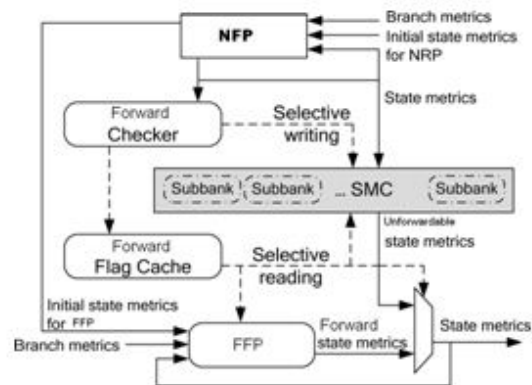 NFP
Branch metrics
Initial state metrics
for NRP
State metrics
Forward
Checker
Selective
writing
Subbank
Subbank
... SMC
Subbank
Unforwardable
state metrics
Forward
Flag Cache
Selective
reading
Initial state metrics
for FFP
Branch metrics
FFP
Forward
state metrics
State metrics